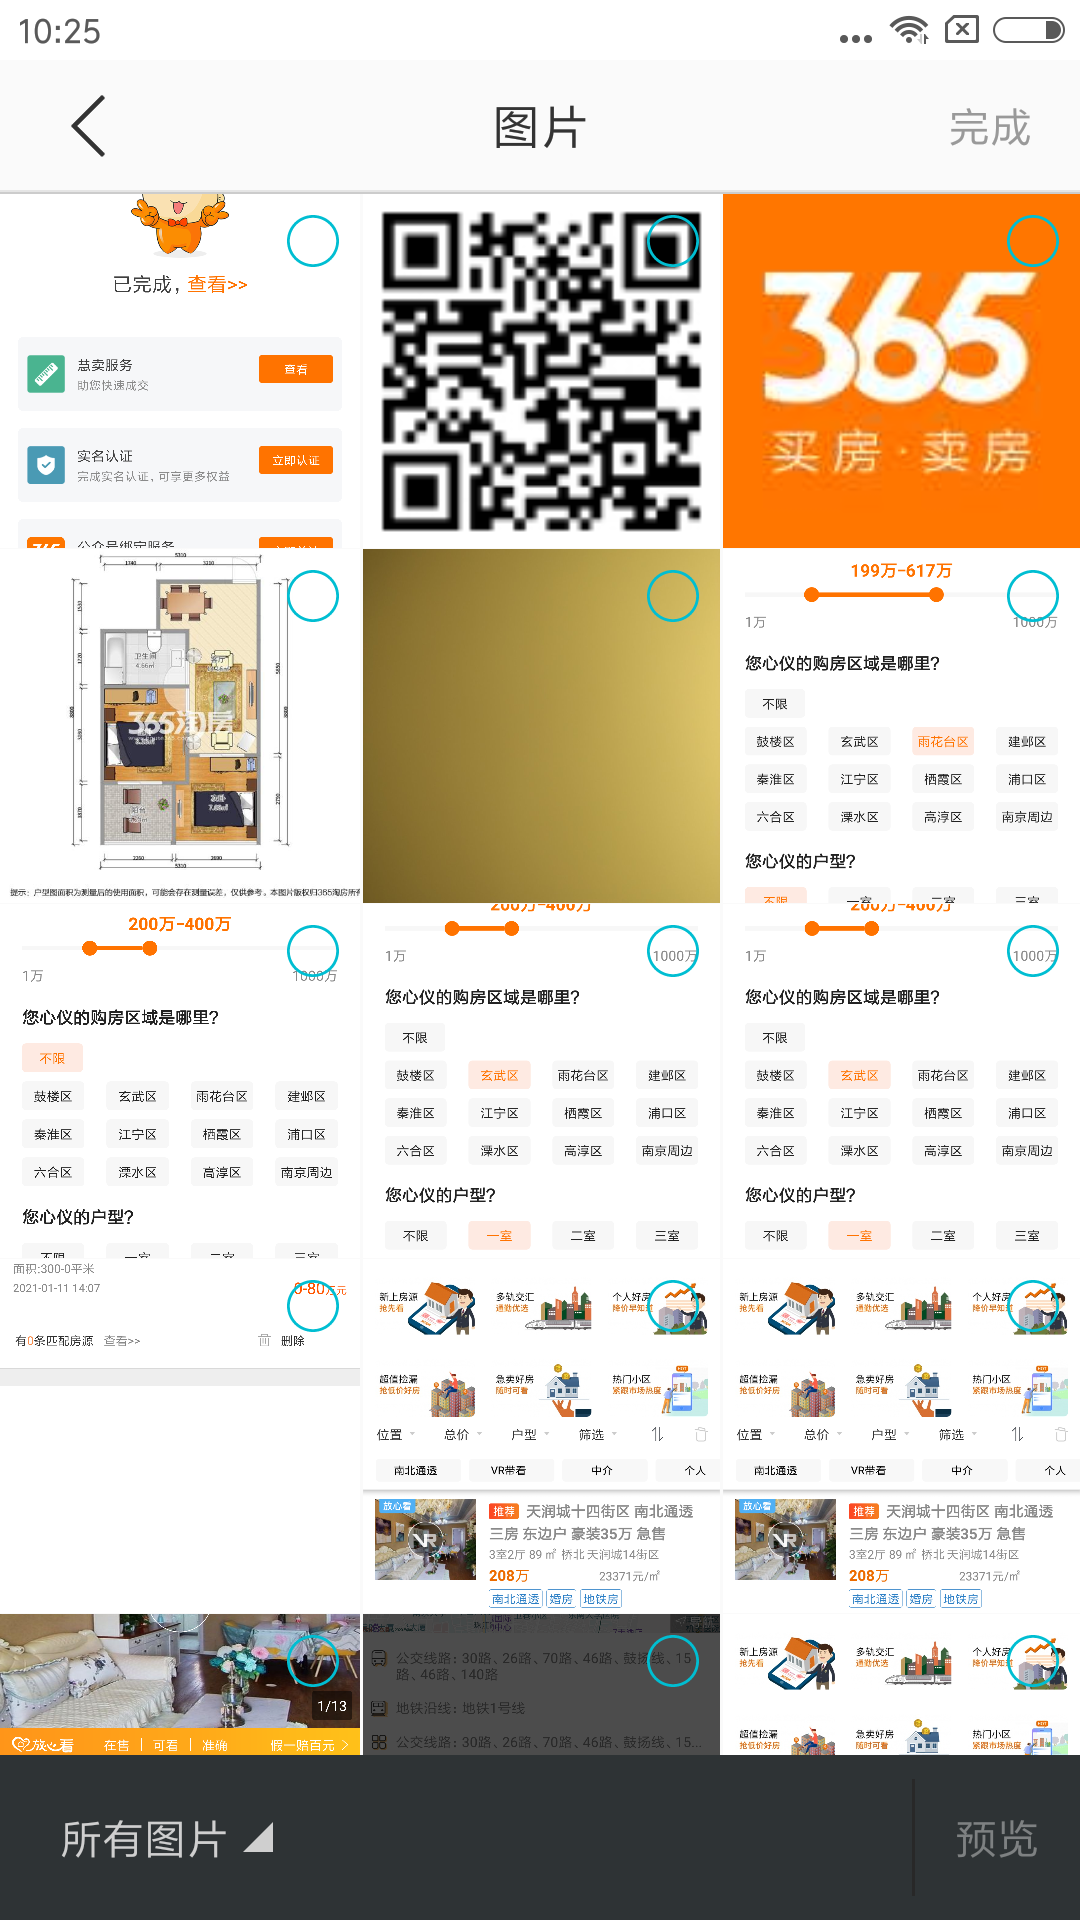 10:25
图片
完成
已完成，查看>>
慧卖服务
助您快速成交
查看
实名认证
完成实名认证，可享更多权益
立即认证
365
买房·卖房
5310
1740
3310
卫生间
4.66㎡
365淘房
7.68㎡
2260
2690
5310
提示：户型图面积为测量后的使用面积，可能会存在测量误差，仅供参考。本图片版权归365淘房所有
199万-617万
1万
1000万
您心仪的购房区域是哪里?
不限
鼓楼区
玄武区
雨花台区
建邺区
秦淮区
江宁区
栖霞区
浦口区
六合区
溧水区
高淳区
南京周边
您心仪的户型?
不限
一室
二室
三室
200万-400万
1万
1000万
您心仪的购房区域是哪里?
不限
鼓楼区
玄武区
雨花台区
建邺区
秦淮区
江宁区
栖霞区
浦口区
六合区
溧水区
高淳区
南京周边
您心仪的户型?
不限
一室
二室
三室
200万-400万
1万
1000万
您心仪的购房区域是哪里?
不限
鼓楼区
玄武区
雨花台区
建邺区
秦淮区
江宁区
栖霞区
浦口区
六合区
溧水区
高淳区
南京周边
您心仪的户型?
不限
一室
二室
三室
200万-400万
1万
1000万
您心仪的购房区域是哪里?
不限
鼓楼区
玄武区
雨花台区
建邺区
秦淮区
江宁区
栖霞区
浦口区
六合区
溧水区
高淳区
南京周边
您心仪的户型?
不限
一室
二室
三室
面积:300-0平米
2021-01-11 14:07
0-80万元
有0条匹配房源
查看>>
删除
新上房源
抢先看
多轨交汇
通勤优选
个人好房
降价早知道
超值捡漏
抢低价好房
急卖好房
随时可看
热门小区
紧跟市场热度
位置
总价
户型
筛选
南北通透
VR带看
中介
个人
放心看
VR
推荐 天润城十四街区 南北通透
三房 东边户 豪装35万 急售
3室2厅 89㎡ 桥北 天润城14街区
208万
23371元/㎡
南北通透
婚房
地铁房
新上房源
抢先看
多轨交汇
通勤优选
个人好房
降价早知道
超值捡漏
抢低价好房
急卖好房
随时可看
热门小区
紧跟市场热度
位置
总价
户型
筛选
南北通透
VR带看
中介
个人
放心看
VR
推荐 天润城十四街区 南北通透
三房 东边户 豪装35万 急售
3室2厅 89㎡ 桥北 天润城14街区
208万
23371元/㎡
南北通透
婚房
地铁房
1/13
放心看
在售
可看
准确
假一赔百元
公交线路：30路、26路、70路、46路、鼓扬线、15
路、46路、140路
地铁沿线：地铁1号线
公交线路：30路、26路、70路、46路、鼓扬线、15...
新上房源
抢先看
多轨交汇
通勤优选
个人好房
降价早知道
超值捡漏
抢低价好房
急卖好房
随时可看
热门小区
紧跟市场热度
所有图片
预览